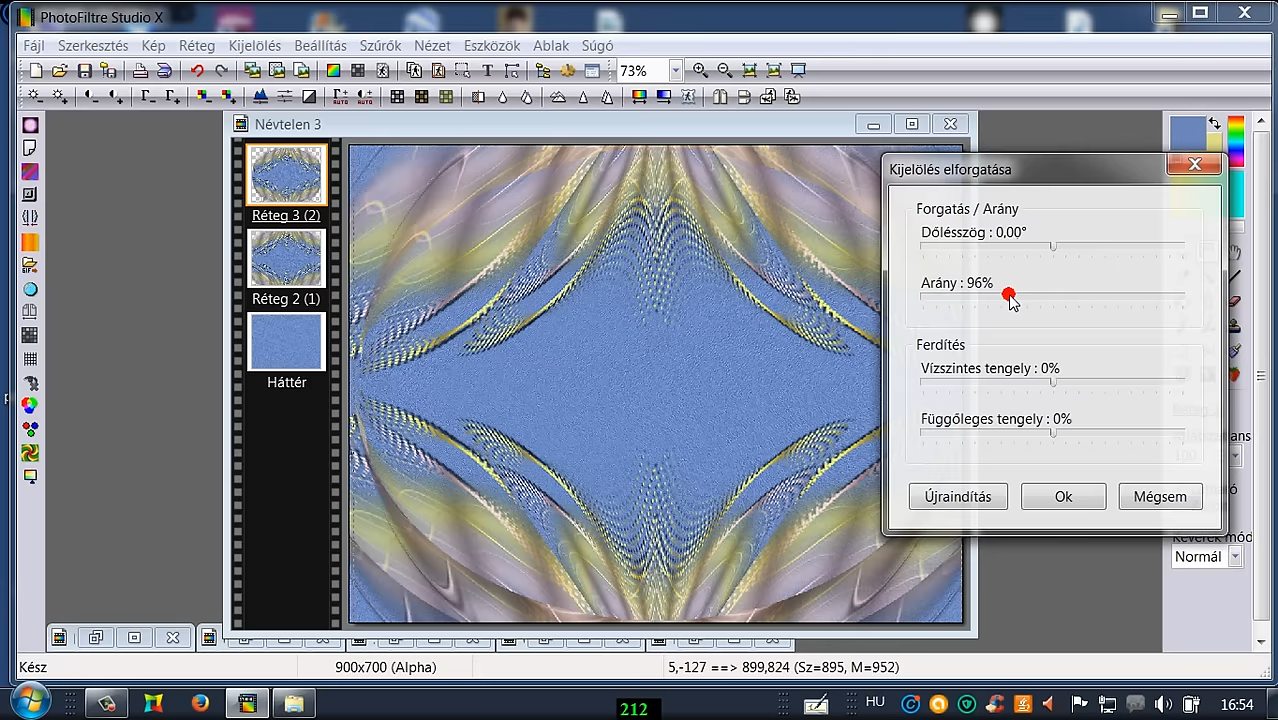 PhotoFiltre Studio X
Fájl Szerkesztés Kép Réteg Kijelölés Beállítás Szűrők Nézet Eszközök Ablak Súgó
73%
AUTO AUTO
Névtelen 3
Réteg 3 (2)
Réteg 2 (1)
Háttér
Kijelölés elforgatása
Forgatás / Arány
Dőlésszög : 0,00°
Arány : 96%
Ferdítés
Vízszintes tengely : 0%
Függőleges tengely : 0%
Újraindítás Ok Mégsem
Normál
Kész
900x700 (Alpha)
5,-127 ==> 899,824 (Sz=895, M=952)
212
HU
16:54